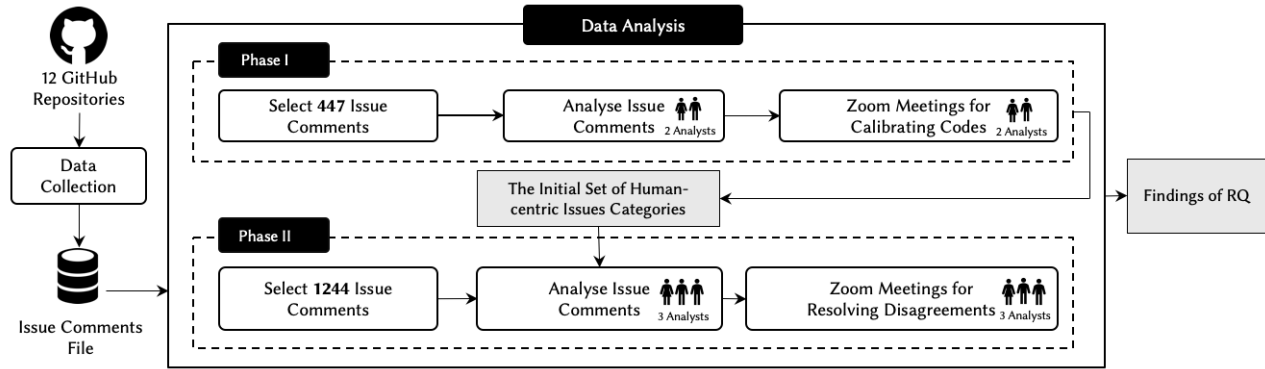 12 GitHub
Repositories
Data
Collection
Issue Comments
File
Data Analysis
Phase I
Select 447 Issue
Comments
Analyse Issue
Comments
2 Analysts
Zoom Meetings for
Calibrating Codes
2 Analysts
The Initial Set of Human-
centric Issues Categories
Phase II
Select 1244 Issue
Comments
Analyse Issue
Comments
3 Analysts
Zoom Meetings for
Resolving Disagreements
3 Analysts
Findings of RQ